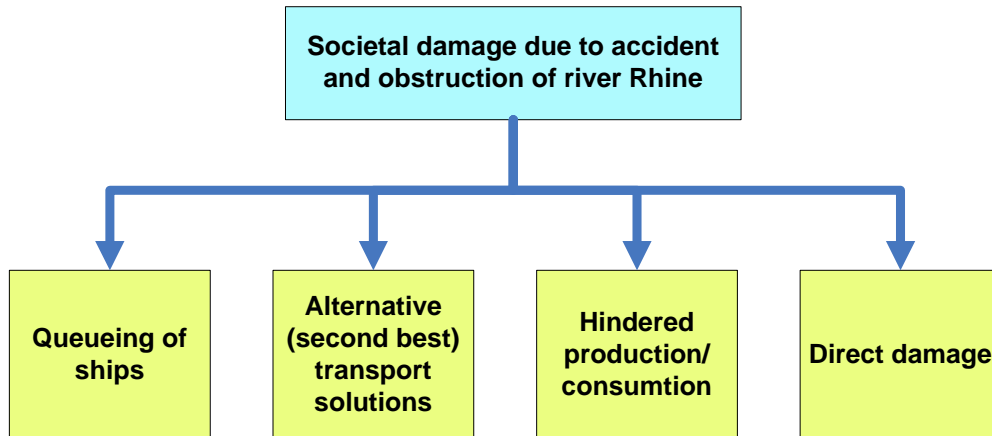 Societal damage due to accident
and obstruction of river Rhine
Queueing of
ships
Alternative
(second best)
transport
solutions
Hindered
production/
consumtion
Direct damage